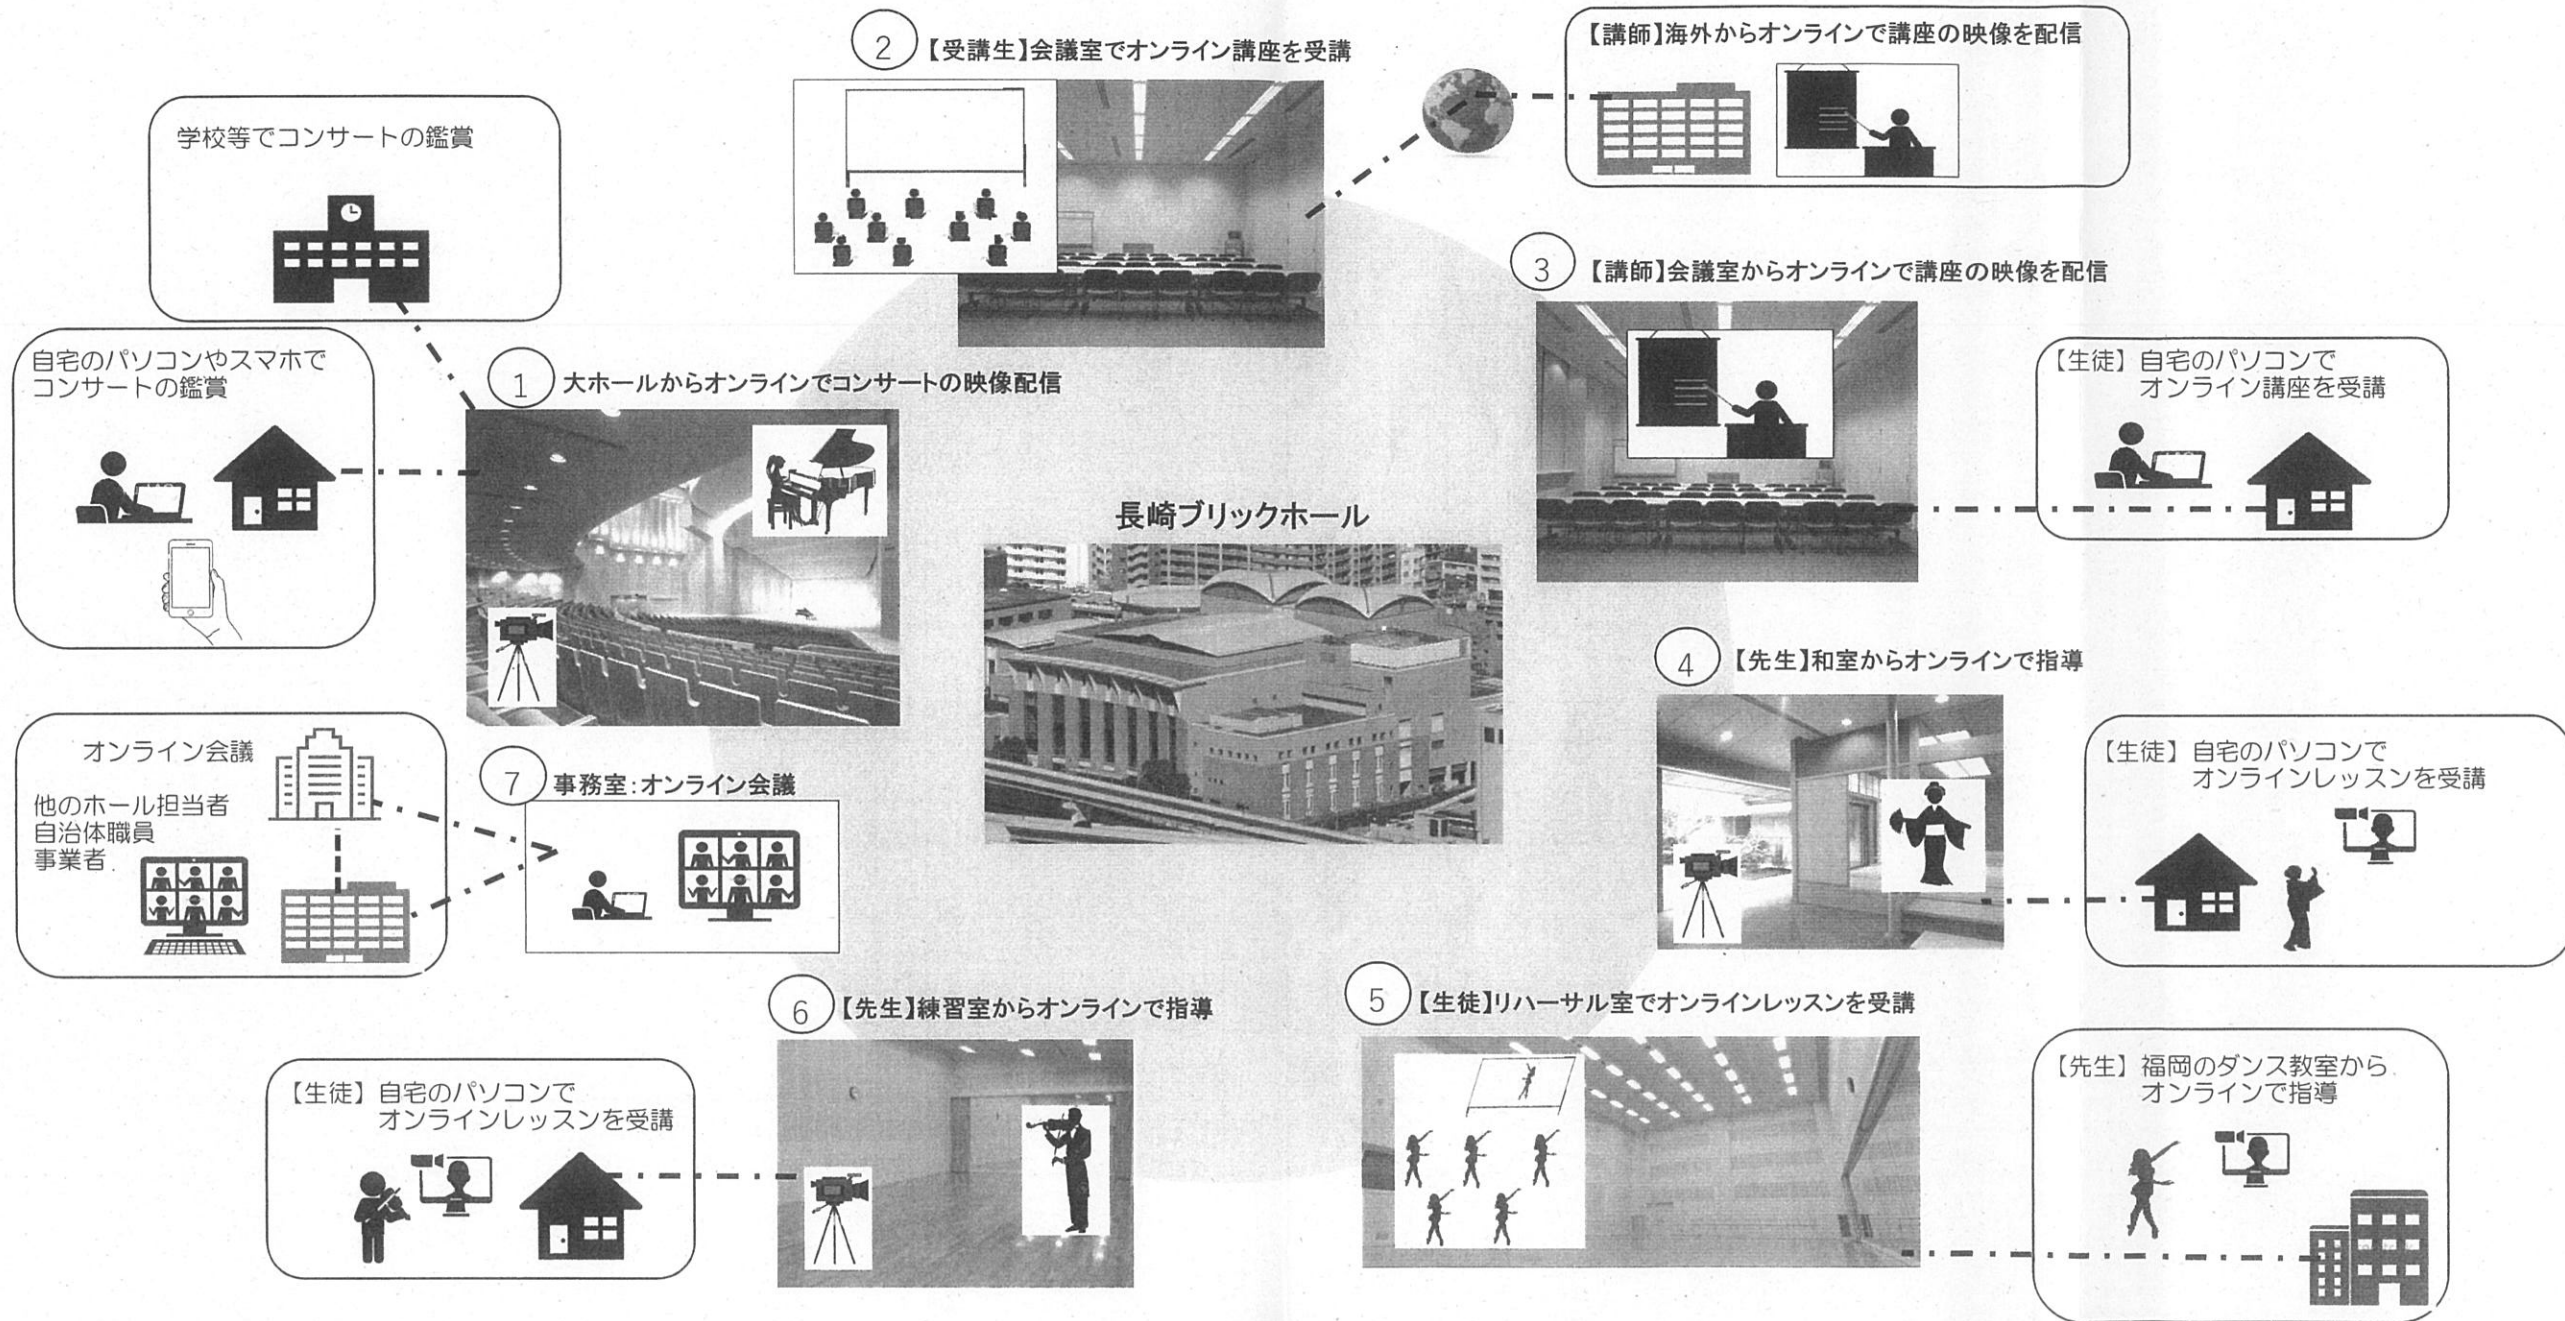 ② 【受講生】会議室でオンライン講座を受講
【講師】海外からオンラインで講座の映像を配信
学校等でコンサートの鑑賞
③ 【講師】会議室からオンラインで講座の映像を配信
自宅のパソコンやスマホで
コンサートの鑑賞
① 大ホールからオンラインでコンサートの映像配信
【生徒】自宅のパソコンで
オンライン講座を受講
長崎ブリックホール
④ 【先生】和室からオンラインで指導
オンライン会議
他のホール担当者
自治体職員
事業者
⑦ 事務室:オンライン会議
【生徒】自宅のパソコンで
オンラインレッスンを受講
⑥ 【先生】練習室からオンラインで指導
⑤ 【生徒】リハーサル室でオンラインレッスンを受講
【生徒】自宅のパソコンで
オンラインレッスンを受講
【先生】福岡のダンス教室から
オンラインで指導